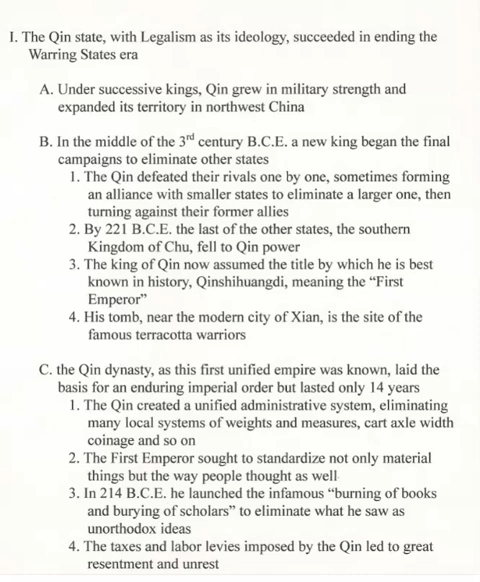 I. The Qin state, with Legalism as its ideology, succeeded in ending the
Warring States era
A. Under successive kings, Qin grew in military strength and
expanded its territory in northwest China
B. In the middle of the 3rd century B.C.E. a new king began the final
campaigns to eliminate other states
1. The Qin defeated their rivals one by one, sometimes forming
an alliance with smaller states to eliminate a larger one, then
turning against their former allies
2. By 221 B.C.E. the last of the other states, the southern
Kingdom of Chu, fell to Qin power
3. The king of Qin now assumed the title by which he is best
known in history, Qinshihuangdi, meaning the “First
Emperor”
4. His tomb, near the modern city of Xian, is the site of the
famous terracotta warriors
C. the Qin dynasty, as this first unified empire was known, laid the
basis for an enduring imperial order but lasted only 14 years
1. The Qin created a unified administrative system, eliminating
many local systems of weights and measures, cart axle width
coinage and so on
2. The First Emperor sought to standardize not only material
things but the way people thought as well
3. In 214 B.C.E. he launched the infamous “burning of books
and burying of scholars” to eliminate what he saw as
unorthodox ideas
4. The taxes and labor levies imposed by the Qin led to great
resentment and unrest